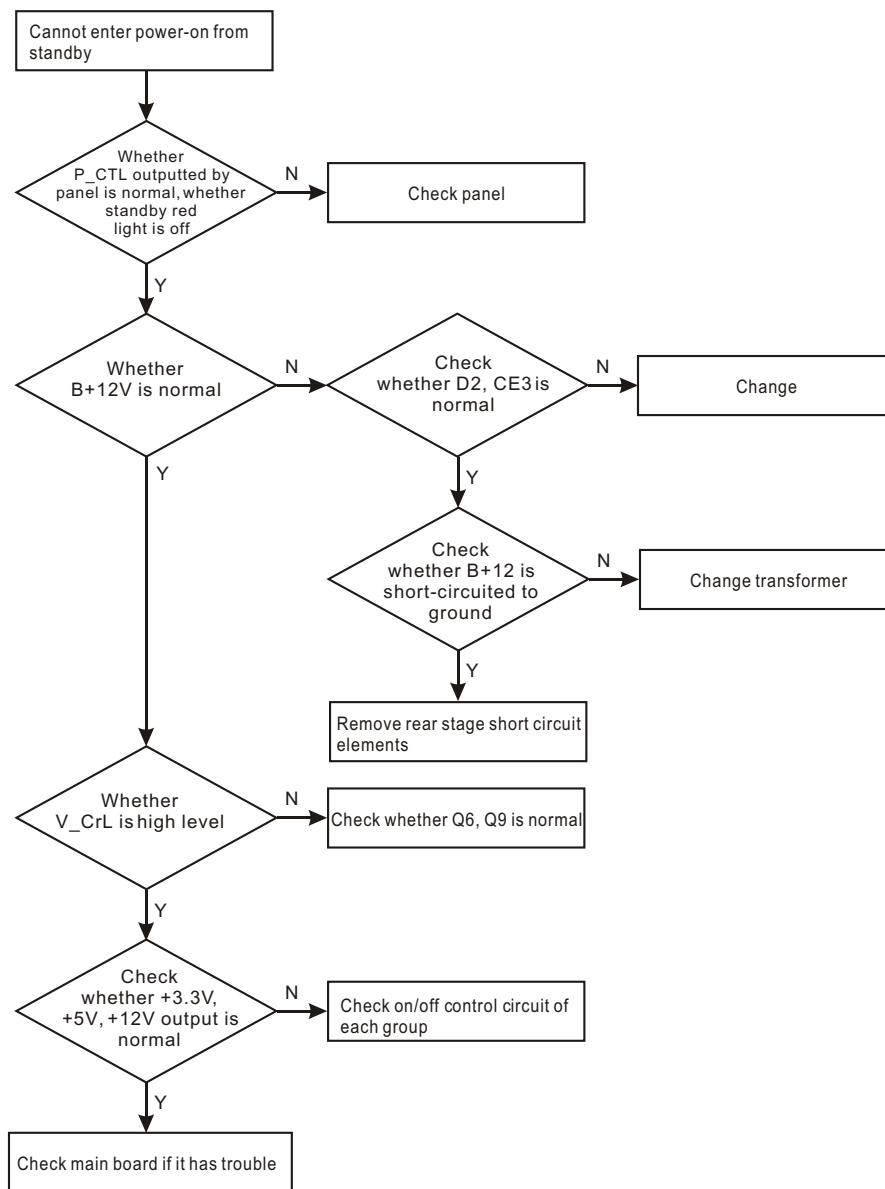 Cannot enter power-on from
standby
Whether
P_CTL outputted by
panel is normal, whether
standby red
light is off
N
Check panel
Y
Whether
B+12V is normal
N
Check
whether D2, CE3 is
normal
N
Change
Y
Y
Check
whether B+12 is
short-circuited to
ground
N
Change transformer
Y
Remove rear stage short circuit
elements
Whether
V_CrL is high level
N
Check whether Q6, Q9 is normal
Y
Check
whether +3.3V,
+5V, +12V output is
normal
N
Check on/off control circuit of
each group
Y
Check main board if it has trouble